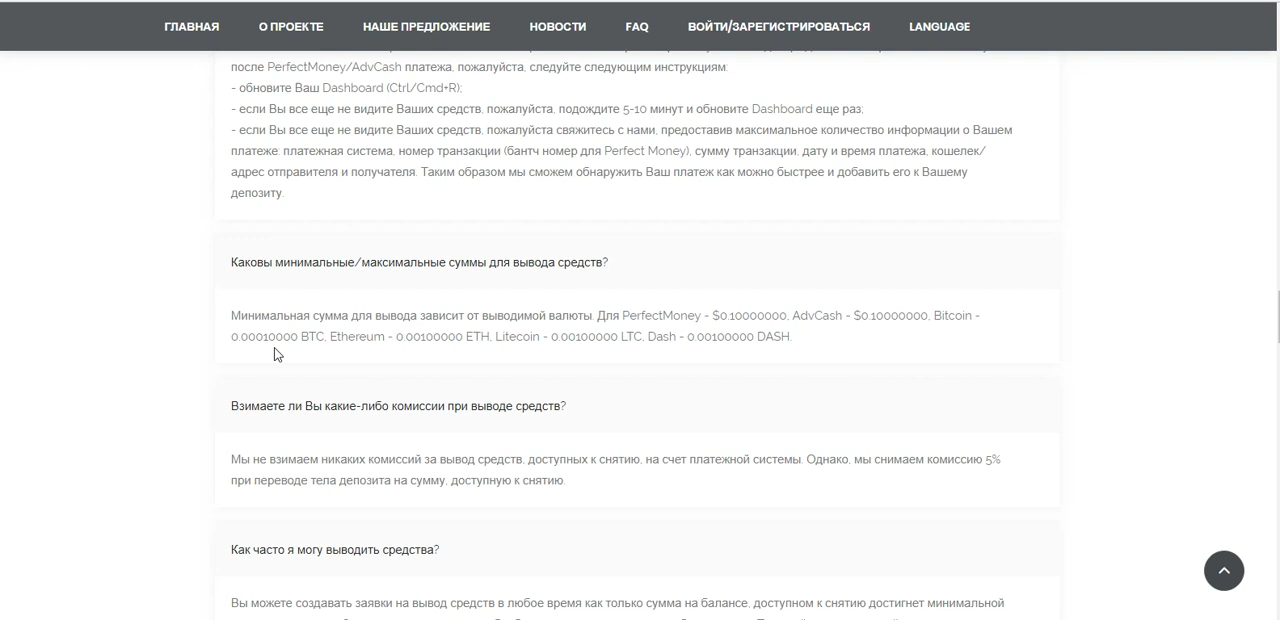 ГЛАВНАЯ О ПРОЕКТЕ НАШЕ ПРЕДЛОЖЕНИЕ НОВОСТИ FAQ ВОЙТИ/ЗАРЕГИСТРИРОВАТЬСЯ LANGUAGE
после PerfectMoney/AdvCash платежа, пожалуйста, следуйте следующим инструкциям:
- обновите Ваш Dashboard (Ctrl/Cmd+R);
- если Вы все еще не видите Ваших средств, пожалуйста, подождите 5-10 минут и обновите Dashboard еще раз;
- если Вы все еще не видите Ваших средств, пожалуйста свяжитесь с нами, предоставив максимальное количество информации о Вашем
платеже: платежная система, номер транзакции (бантч номер для Perfect Money), сумму транзакции, дату и время платежа, кошелек/
адрес отправителя и получателя. Таким образом мы сможем обнаружить Ваш платеж как можно быстрее и добавить его к Вашему
депозиту.
Каковы минимальные/максимальные суммы для вывода средств?
Минимальная сумма для вывода зависит от выводимой валюты. Для PerfectMoney - $0.10000000, AdvCash - $0.10000000, Bitcoin -
0.00010000 BTC, Ethereum - 0.00100000 ETH, Litecoin - 0.00100000 LTC, Dash - 0.00100000 DASH.
Взимаете ли Вы какие-либо комиссии при выводе средств?
Мы не взимаем никаких комиссий за вывод средств, доступных к снятию, на счет платежной системы. Однако, мы снимаем комиссию 5%
при переводе тела депозита на сумму, доступную к снятию.
Как часто я могу выводить средства?
Вы можете создавать заявки на вывод средств в любое время как только сумма на балансе, доступном к снятию достигнет минимальной